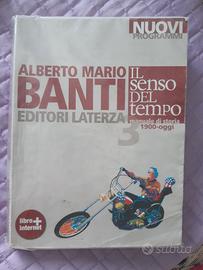 NUOVI
PROGRAMMI
ALBERTO MARIO
BANTI
EDITORI LATERZA
IL
senso
DEL
tempo
manuale di storia
1900-oggi
3
libro +
internet
subito